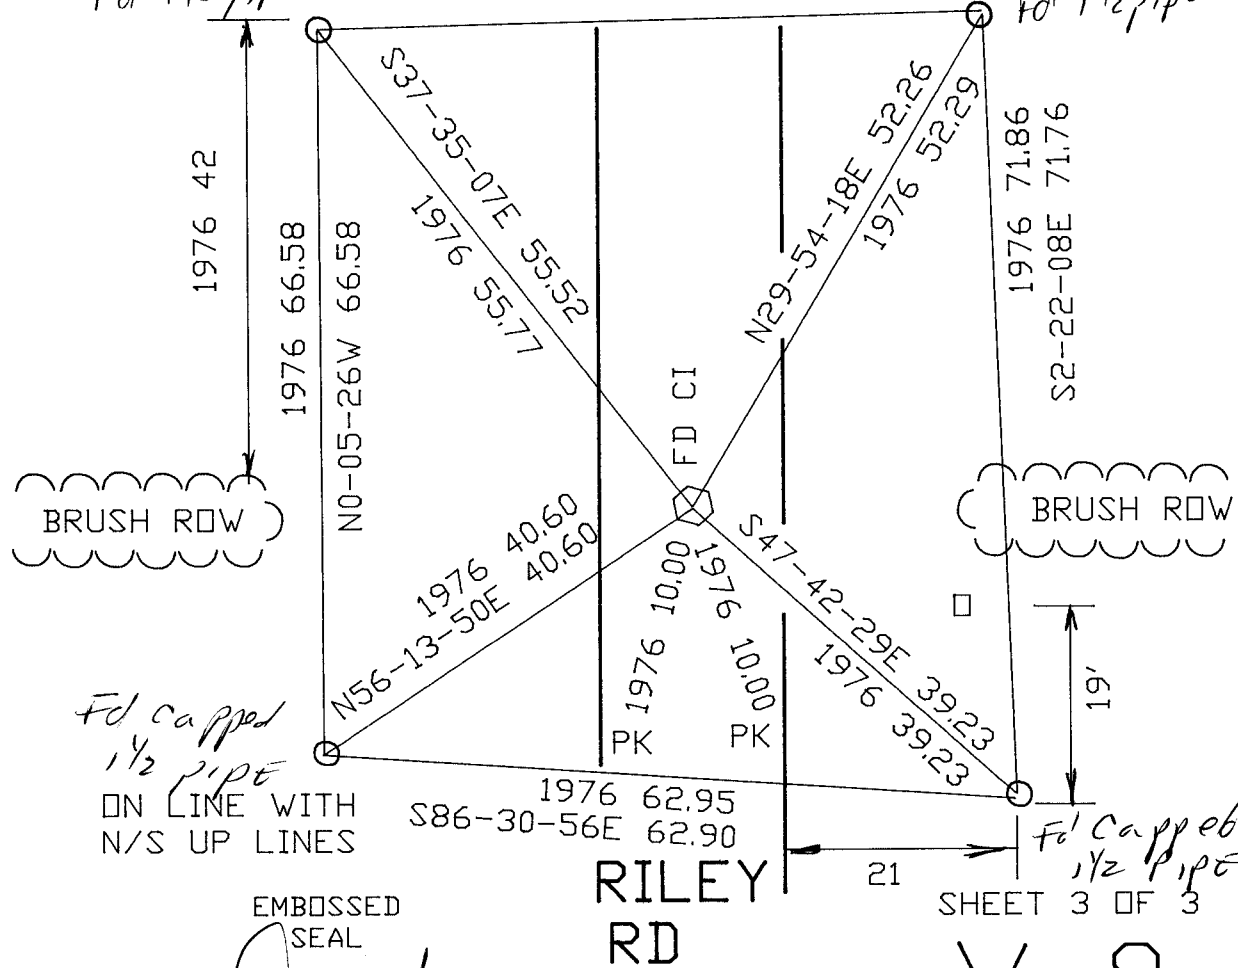 S37-35-07E 55.52
1976 55.77
N29-54-18E 52.26
1976 52.29
1976 71.86
S2-22-08E 71.76
1976 42
1976 66.58
N0-05-26W 66.58
FD CI
BRUSH ROW
BRUSH ROW
1976 40.60
N56-13-50E 40.60
1976 10.00
1976 10.00
S47-42-29E 39.23
1976 39.23
19'
PK
PK
Fd Capped
1½ pipe
ON LINE WITH
N/S UP LINES
1976 62.95
S86-30-56E 62.90
Fd Capped
1½ PIPE
21
RILEY
RD
SHEET 3 OF 3
EMBOSSED
SEAL